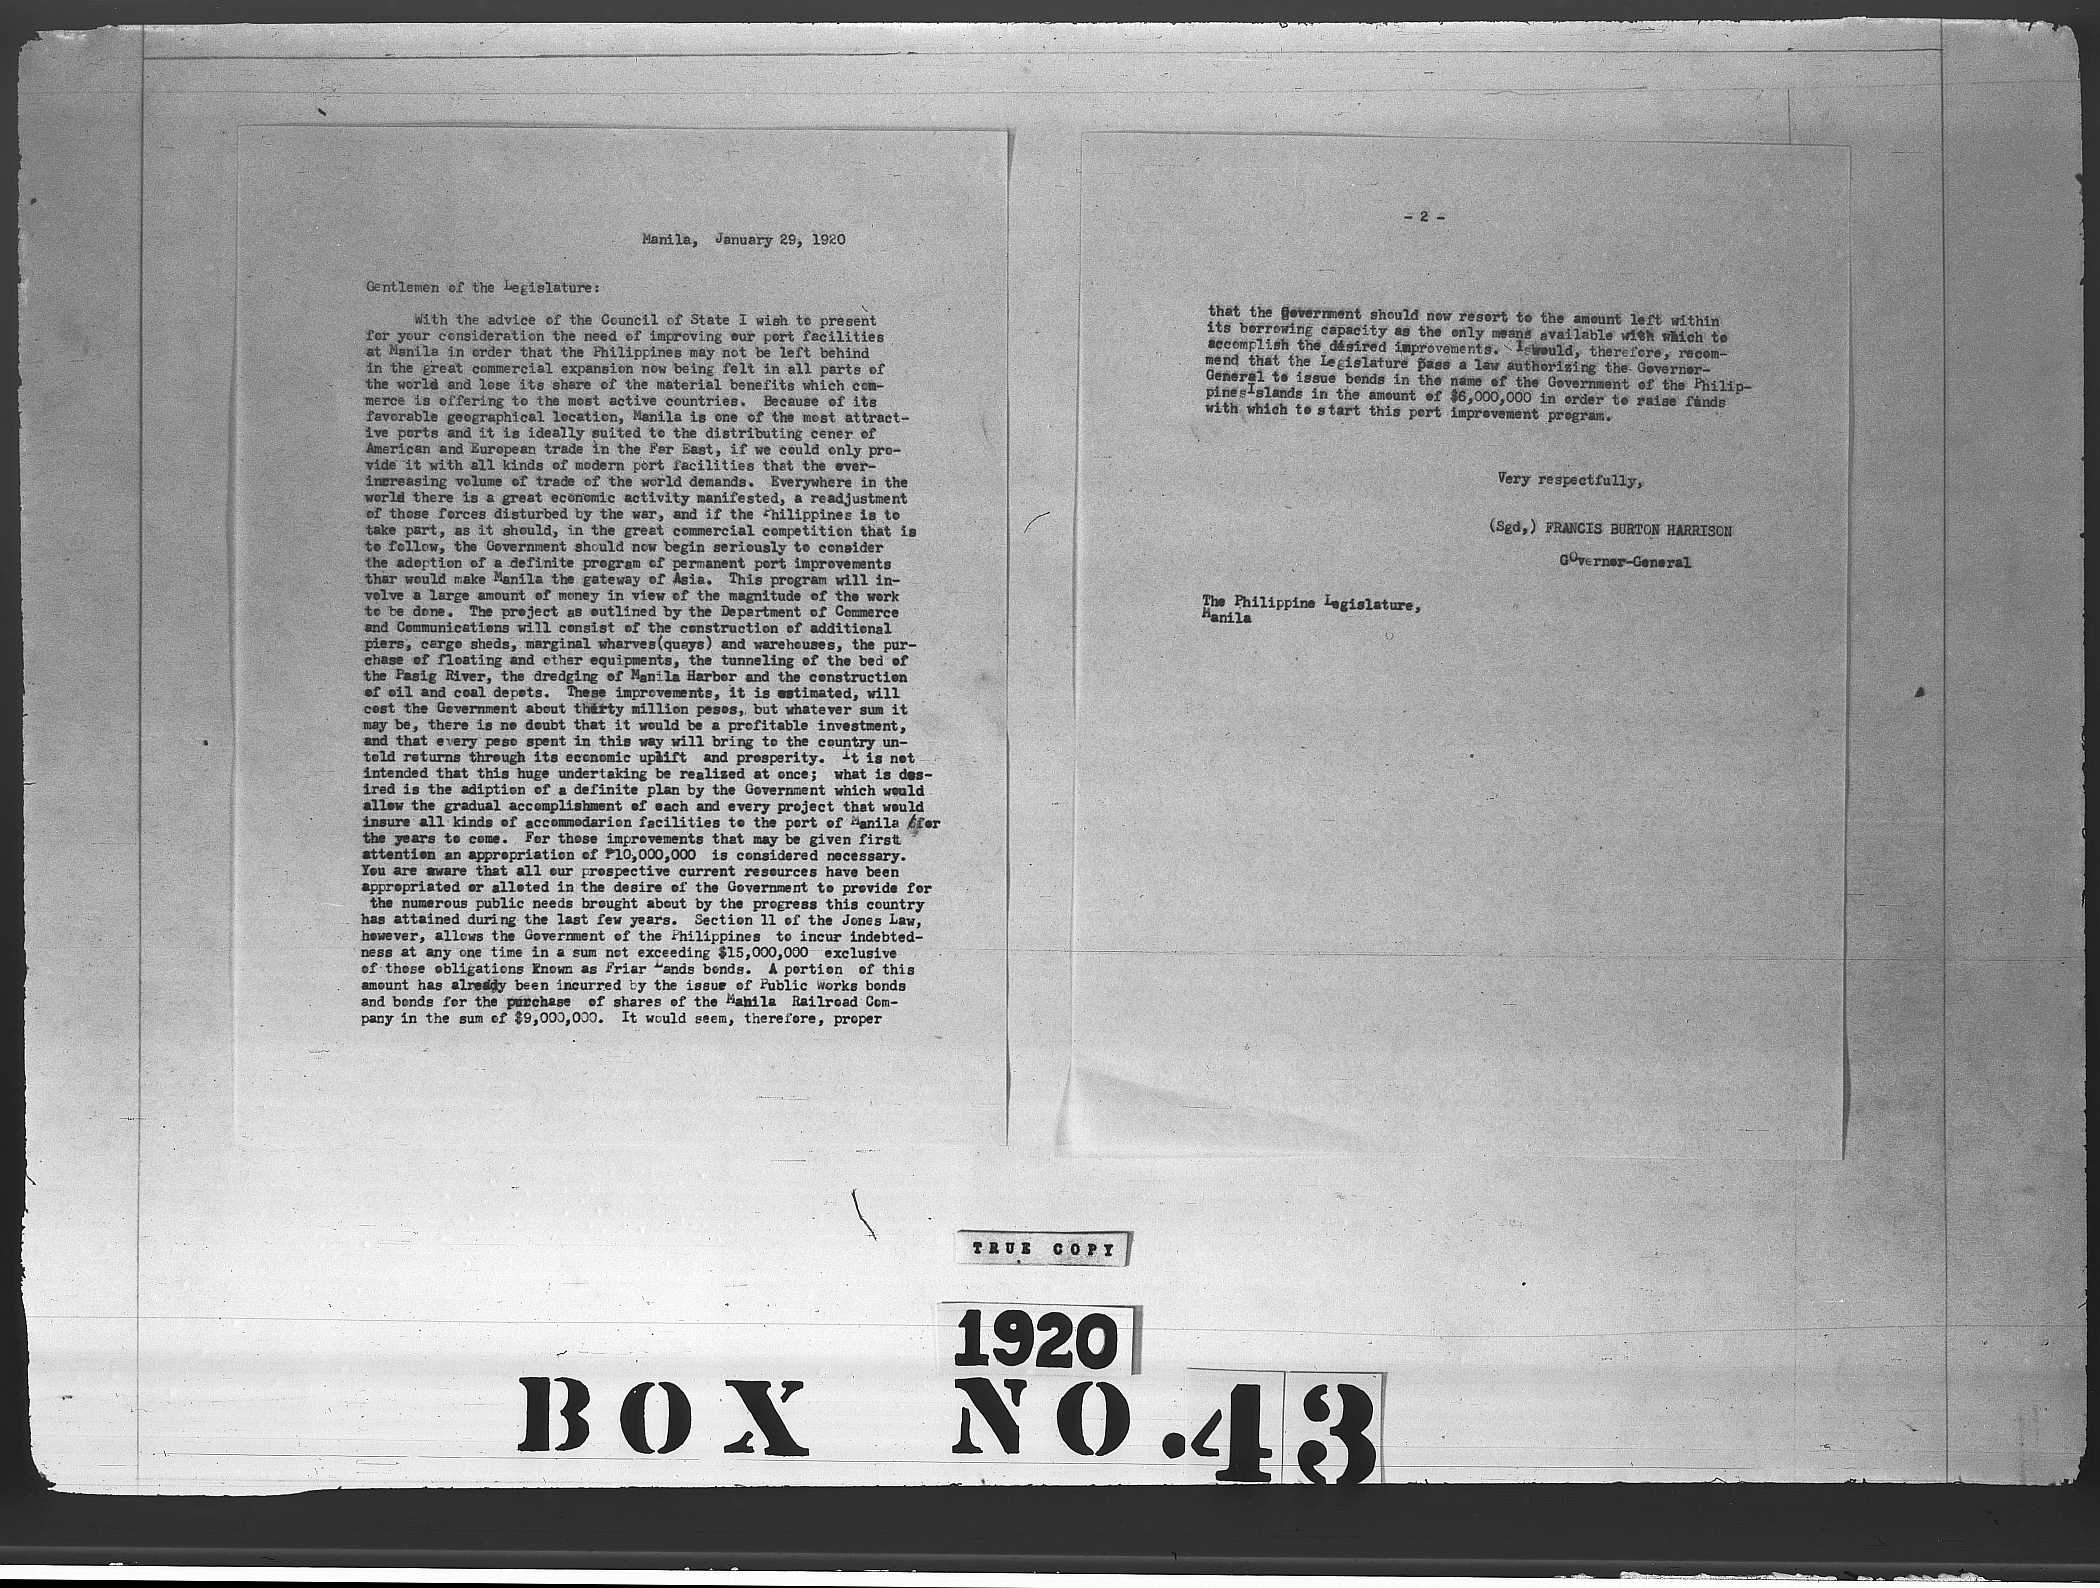 Manila, January 29, 1920
Gentlemen of the Legislature:
With the advice of the Council of State I wish to present
for your consideration the need of improving our port facilities
at Manila in order that the Philippines may not be left behind
in the great commercial expansion now being felt in all parts of
the world and lose its share of the material benefits which com-
merce is offering to the most active countries. Because of its
favorable geographical location, Manila is one of the most attract-
ive ports and it is ideally suited to the distributing cener of
American and European trade in the Far East, if we could only pro-
vide it with all kinds of modern port facilities that the ever-
increasing volume of trade of the world demands. Everywhere in the
world there is a great economic activity manifested, a readjustment
of those forces disturbed by the war, and if the Philippines is to
take part, as it should, in the great commercial competition that is
to follow, the Government should now begin seriously to consider
the adoption of a definite program of permanent port improvements
thar would make Manila the gateway of Asia. This program will in-
volve a large amount of money in view of the magnitude of the work
to be done. The project as outlined by the Department of Commerce
and Communications will consist of the construction of additional
piers, cargo sheds, marginal wharves(quays) and warehouses, the pur-
chase of floating and other equipments, the tunneling of the bed of
the Pasig River, the dredging of Manila Harbor and the construction
of oil and coal depots. These improvements, it is estimated, will
cost the Government about thirty million pesos, but whatever sum it
may be, there is no doubt that it would be a profitable investment,
and that every peso spent in this way will bring to the country un-
told returns through its economic uplift and prosperity. It is not
intended that this huge undertaking be realized at once; what is des-
ired is the adiption of a definite plan by the Government which would
allow the gradual accomplishment of each and every project that would
insure all kinds of accommodarion facilities to the port of Manila for
the years to come. For those improvements that may be given first
attention an appropriation of ₱10,000,000 is considered necessary.
You are aware that all our prospective current resources have been
appropriated or alloted in the desire of the Government to provide for
the numerous public needs brought about by the progress this country
has attained during the last few years. Section 11 of the Jones Law,
however, allows the Government of the Philippines to incur indebted-
ness at any one time in a sum not exceeding $15,000,000 exclusive
of those obligations known as Friar Lands bonds. A portion of this
amount has already been incurred by the issue of Public Works bonds
and bonds for the purchase of shares of the Manila Railroad Com-
pany in the sum of $9,000,000. It would seem, therefore, proper
- 2 -
that the Government should now resort to the amount left within
its borrowing capacity as the only means available with which to
accomplish the desired improvements. I would, therefore, recom-
mend that the Legislature pass a law authorizing the Governor-
General to issue bonds in the name of the Government of the Philip-
pines Islands in the amount of $6,000,000 in order to raise funds
with which to start this port improvement program.
Very respectfully,
(Sgd,) FRANCIS BURTON HARRISON
Governor-General
The Philippine Legislature,
Manila
TRUE COPY
1920
BOX NO. 43